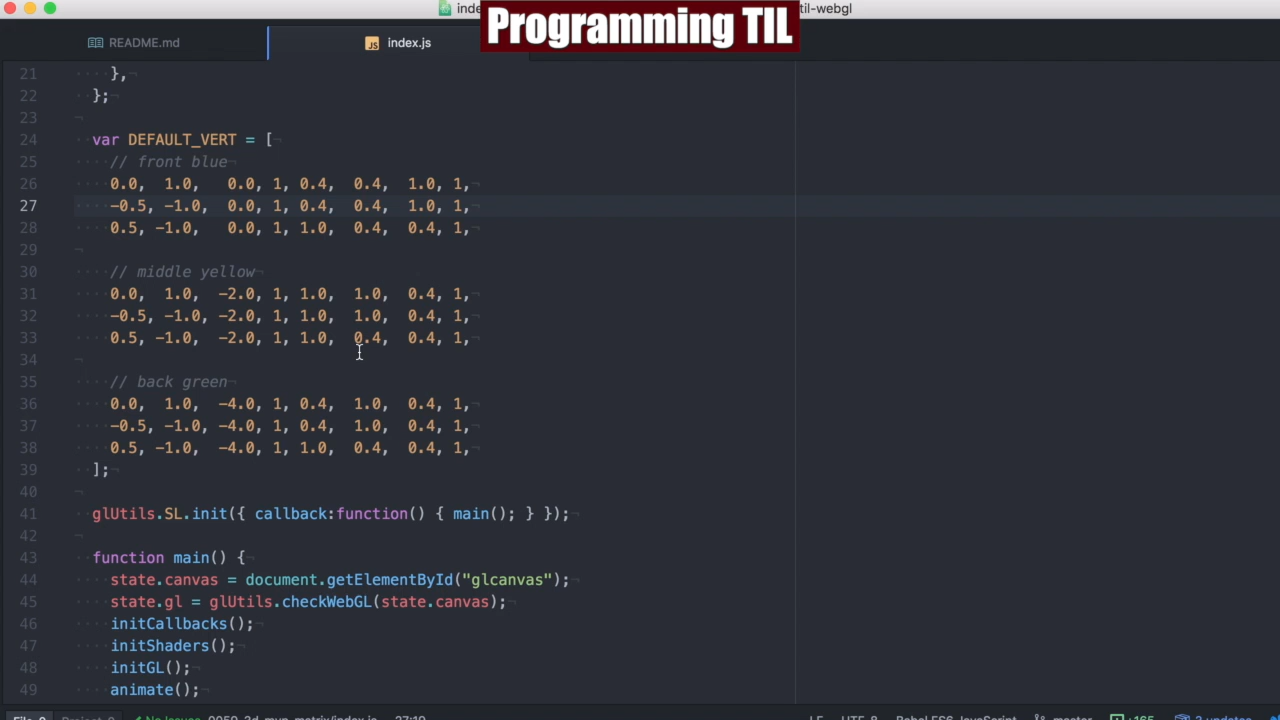 inde
til-webgl
Programming TIL
README.md
JS index.js
21 },
22 };
23
24 var DEFAULT_VERT = [
25 // front blue
26 0.0, 1.0, 0.0, 1, 0.4, 0.4, 1.0, 1,
27 -0.5, -1.0, 0.0, 1, 0.4, 0.4, 1.0, 1,
28 0.5, -1.0, 0.0, 1, 1.0, 0.4, 0.4, 1,
29
30 // middle yellow
31 0.0, 1.0, -2.0, 1, 1.0, 1.0, 0.4, 1,
32 -0.5, -1.0, -2.0, 1, 1.0, 1.0, 0.4, 1,
33 0.5, -1.0, -2.0, 1, 1.0, 0.4, 0.4, 1,
34
35 // back green
36 0.0, 1.0, -4.0, 1, 0.4, 1.0, 0.4, 1,
37 -0.5, -1.0, -4.0, 1, 0.4, 1.0, 0.4, 1,
38 0.5, -1.0, -4.0, 1, 1.0, 0.4, 0.4, 1,
39 ];
40
41 glUtils.SL.init({ callback:function() { main(); } });
42
43 function main() {
44 state.canvas = document.getElementById("glcanvas");
45 state.gl = glUtils.checkWebGL(state.canvas);
46 initCallbacks();
47 initShaders();
48 initGL();
49 animate();